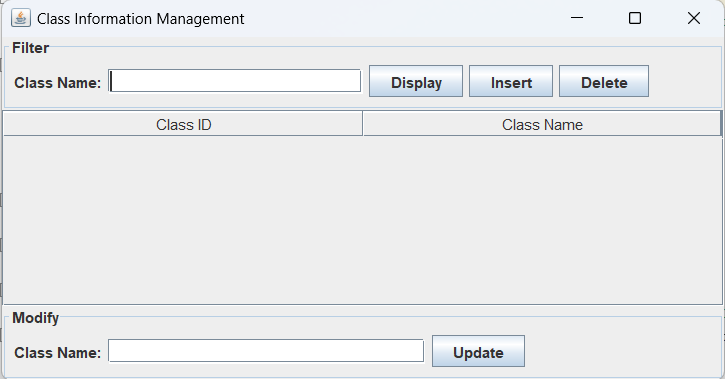 Class Information Management
Filter
Class Name: Display Insert Delete
Class ID Class Name
Modify
Class Name: Update